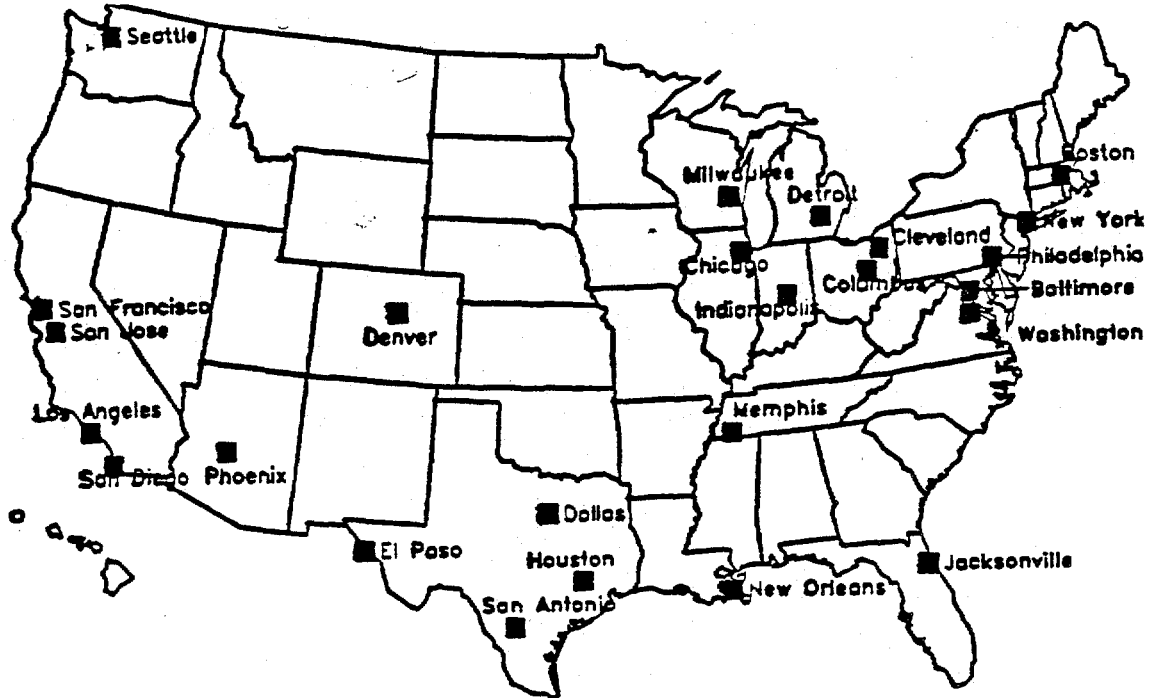 Seattle
Boston
Milwaukee
Detroit
New York
Cleveland
Philadelphia
Chicago
Columbus
Baltimore
San Francisco
Indianapolis
San Jose
Denver
Washington
Los Angeles
Memphis
San Diego
Phoenix
Dallas
El Paso
Houston
Jacksonville
New Orleans
San Antonio